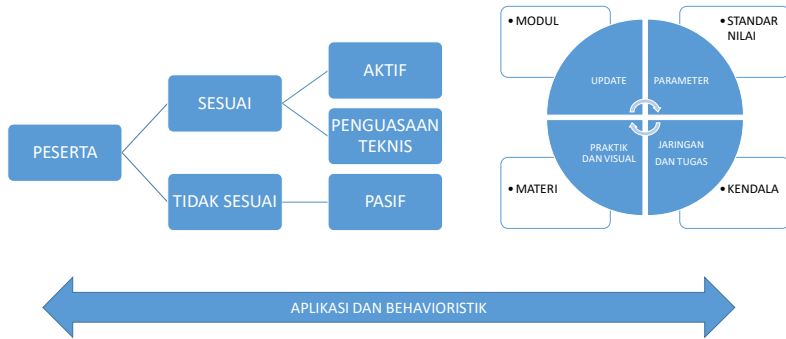 PESERTA
SESUAI
TIDAK SESUAI
AKTIF
PENGUASAAN
TEKNIS
PASIF
• MODUL
• STANDAR
NILAI
UPDATE
PARAMETER
PRAKTIK
DAN VISUAL
JARINGAN
DAN TUGAS
• MATERI
• KENDALA
APLIKASI DAN BEHAVIORISTIK